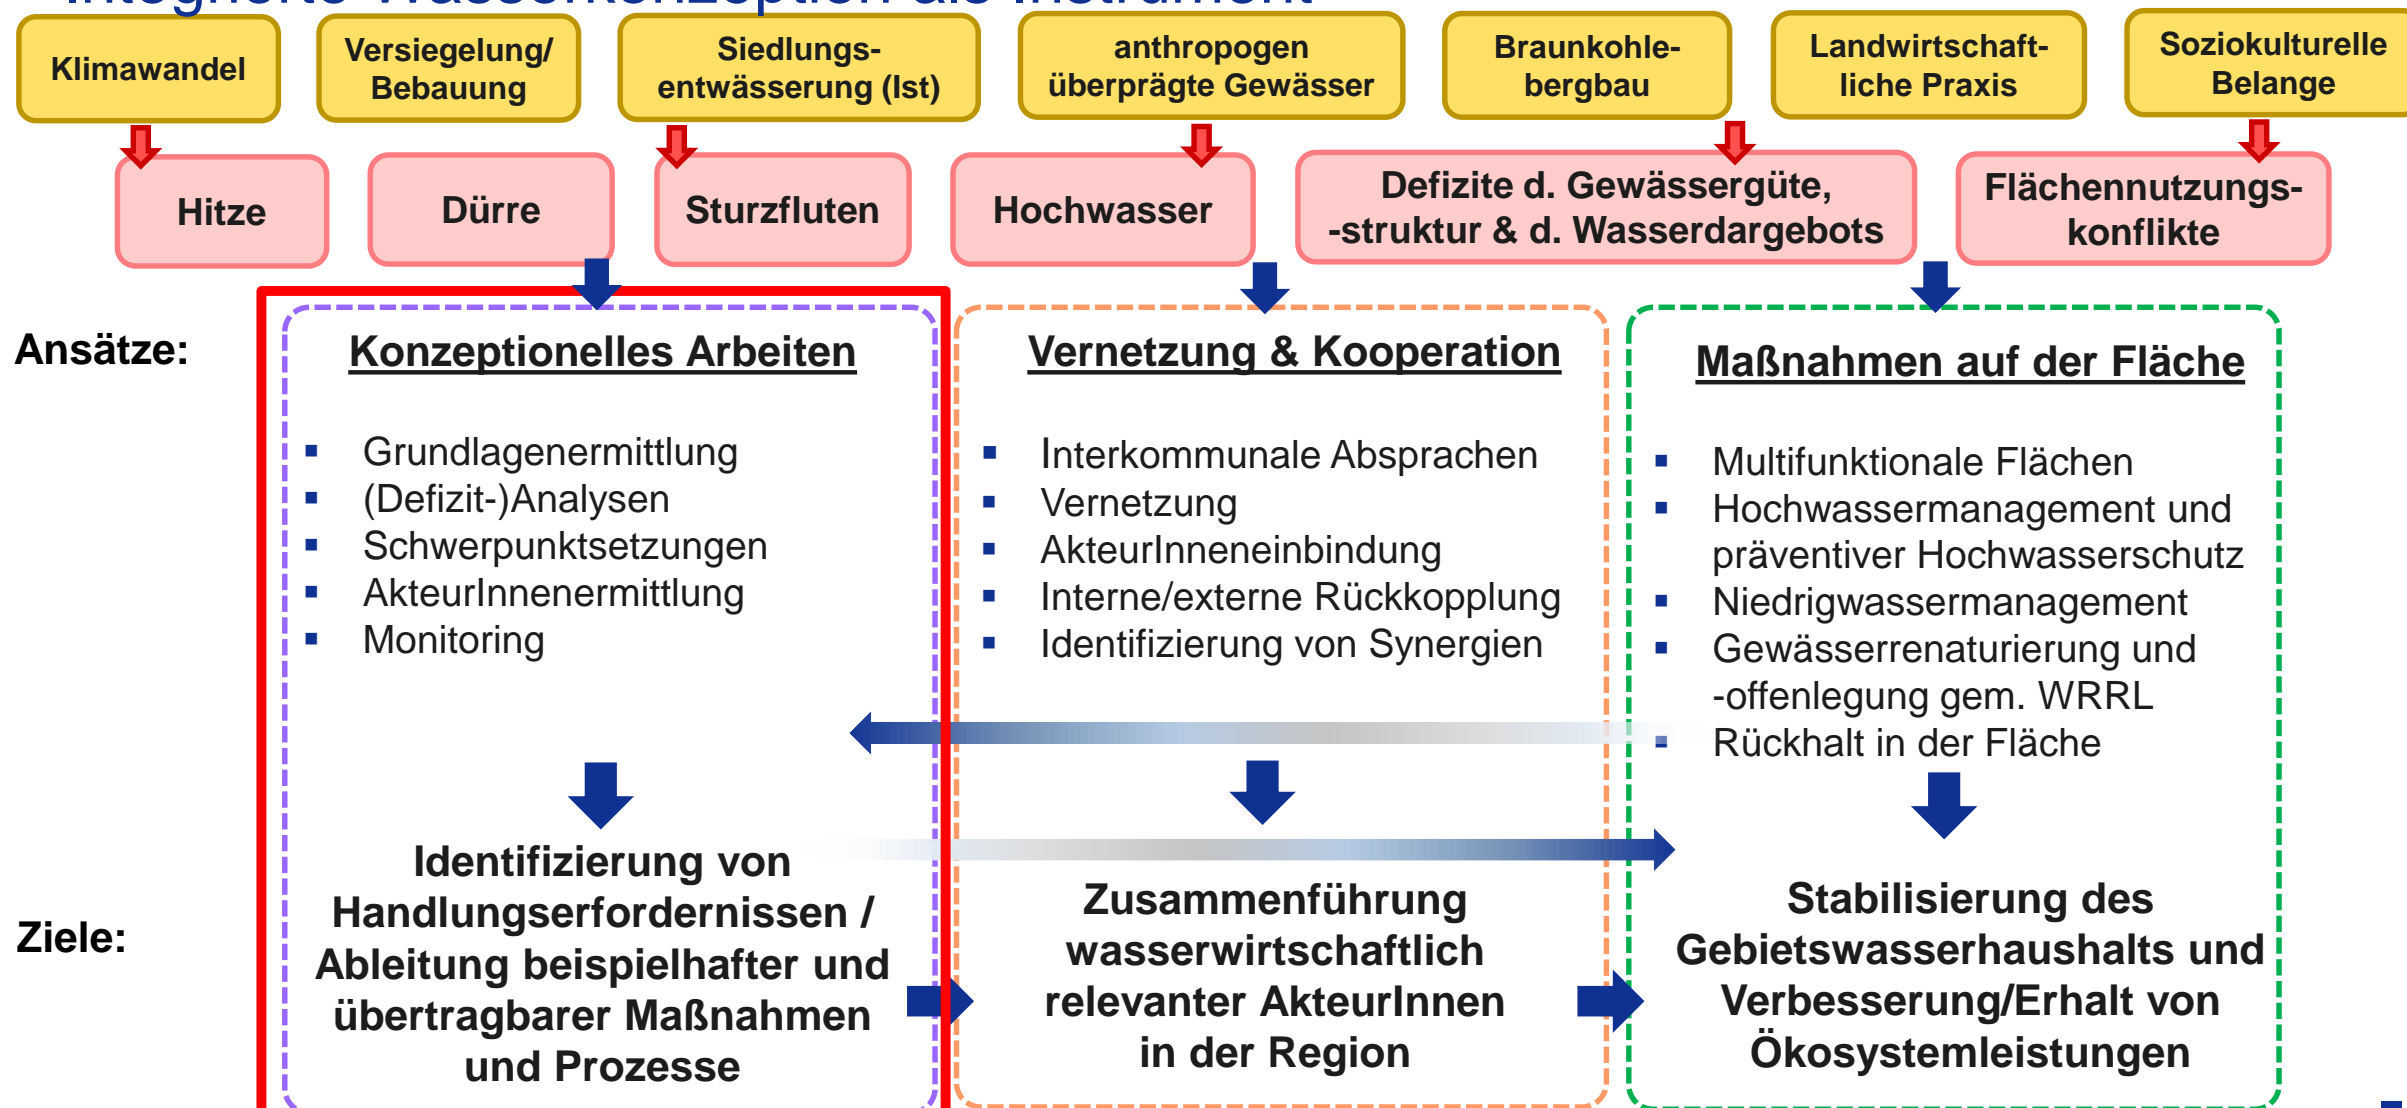 Integrierte Wasserkonzeption als Instrument
Klimawandel
Versiegelung/
Bebauung
Siedlungs-
entwässerung (Ist)
anthropogen
überprägte Gewässer
Braunkohle-
bergbau
Landwirtschaft-
liche Praxis
Soziokulturelle
Belange
Hitze
Dürre
Sturzfluten
Hochwasser
Defizite d. Gewässergüte,
-struktur & d. Wasserdargebots
Flächennutzungs-
konflikte
Ansätze:
Konzeptionelles Arbeiten
▪ Grundlagenermittlung
▪ (Defizit-)Analysen
▪ Schwerpunktsetzungen
▪ AkteurInnenermittlung
▪ Monitoring
Vernetzung & Kooperation
▪ Interkommunale Absprachen
▪ Vernetzung
▪ AkteurInneneinbindung
▪ Interne/externe Rückkopplung
▪ Identifizierung von Synergien
Maßnahmen auf der Fläche
▪ Multifunktionale Flächen
▪ Hochwassermanagement und
präventiver Hochwasserschutz
▪ Niedrigwassermanagement
▪ Gewässerrenaturierung und
-offenlegung gem. WRRL
▪ Rückhalt in der Fläche
Ziele:
Identifizierung von
Handlungserfordernissen /
Ableitung beispielhafter und
übertragbarer Maßnahmen
und Prozesse
Zusammenführung
wasserwirtschaftlich
relevanter AkteurInnen
in der Region
Stabilisierung des
Gebietswasserhaushalts und
Verbesserung/Erhalt von
Ökosystemleistungen